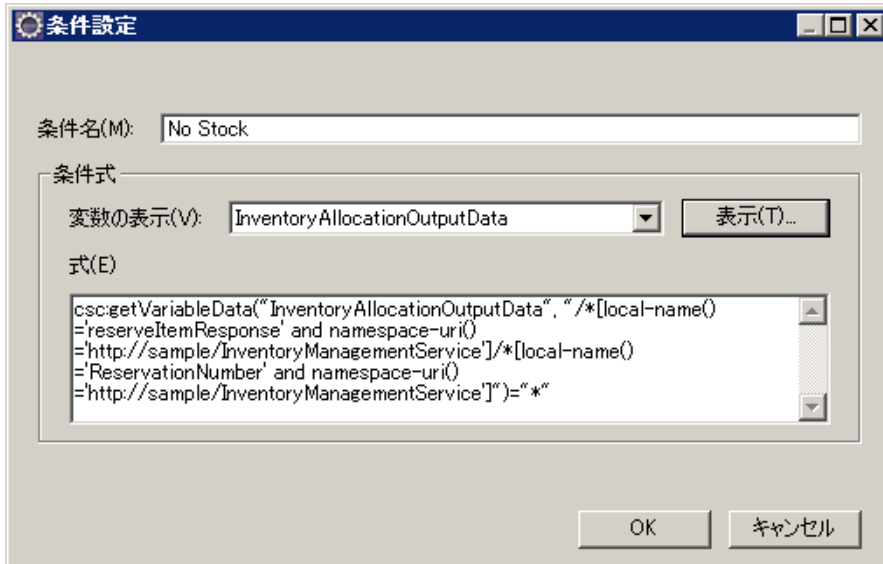 条件設定
条件名(M): No Stock
条件式
変数の表示(V): InventoryAllocationOutputData 表示(T)...
式(E)
csc:getVariableData("InventoryAllocationOutputData", "/*[local-name()
='reserveItemResponse' and namespace-uri()
='http://sample/InventoryManagementService']/*[local-name()
='ReservationNumber' and namespace-uri()
='http://sample/InventoryManagementService']")="*"
OK キャンセル